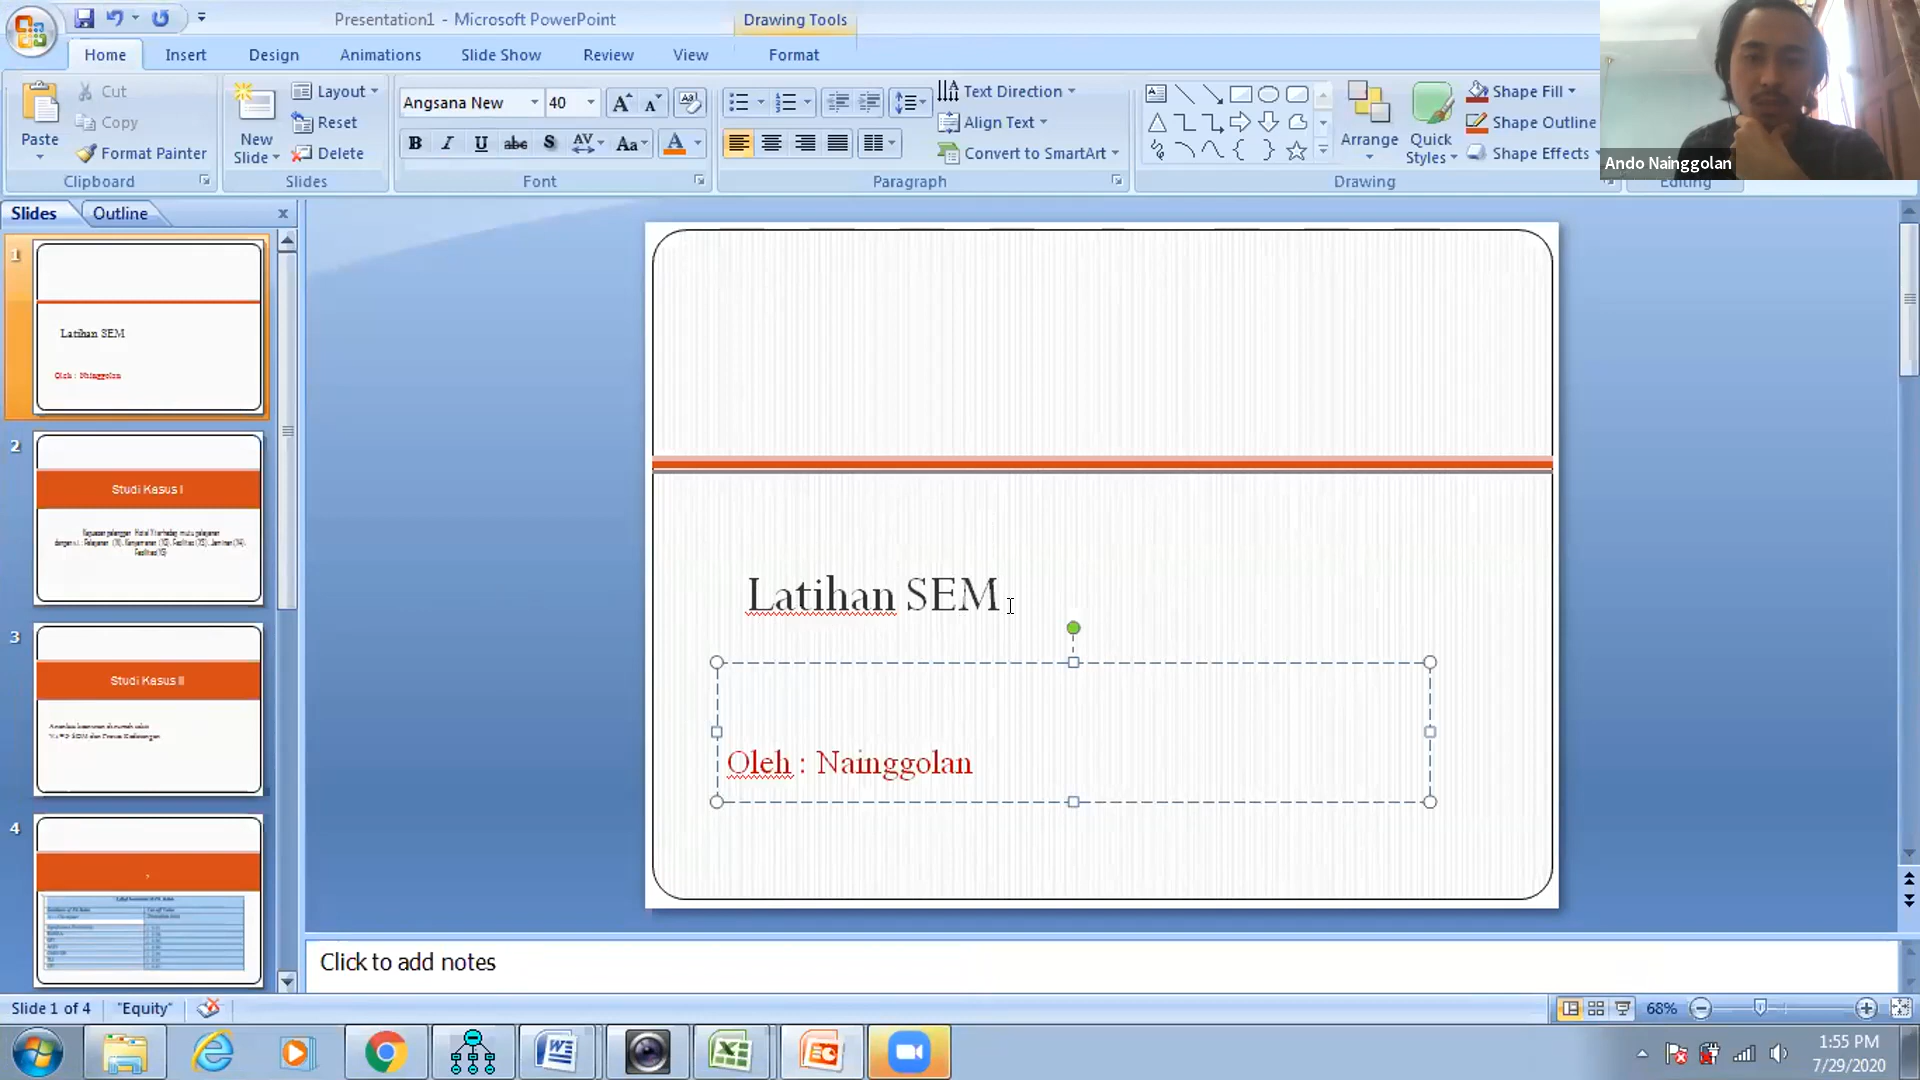 Presentation1 - Microsoft PowerPoint
Drawing Tools
Home
Insert
Design
Animations
Slide Show
Review
View
Format
Paste
Cut
Copy
Format Painter
Clipboard
New
Slide
Layout
Reset
Delete
Slides
Angsana New
40
Font
Text Direction
Align Text
Convert to SmartArt
Paragraph
Arrange
Quick
Styles
Shape Fill
Shape Outline
Shape Effects
Drawing
Editing
Ando Nainggolan
Slides
Outline
1
Latihan SEM
Oleh : Nainggolan
2
Studi Kasus I
3
Studi Kasus II
4
Latihan SEM
Oleh : Nainggolan
Click to add notes
Slide 1 of 4
"Equity"
68%
1:55 PM
7/29/2020